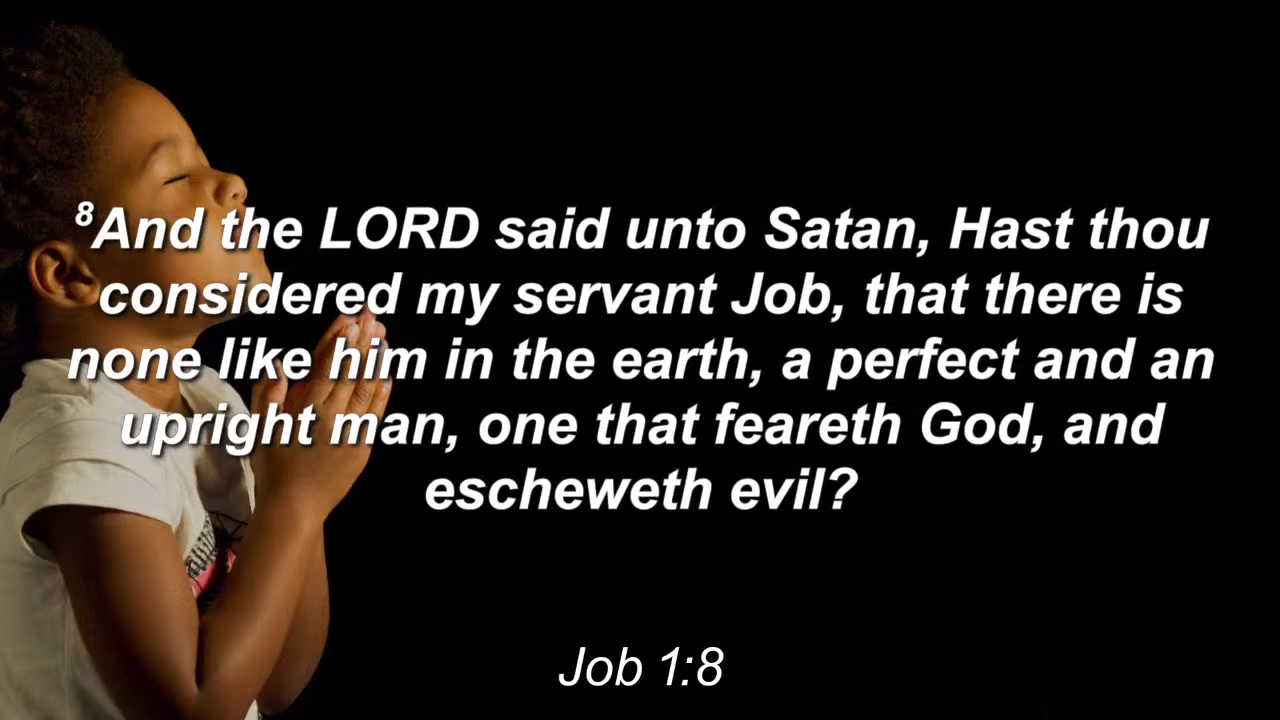 ⁸And the LORD said unto Satan, Hast thou
considered my servant Job, that there is
none like him in the earth, a perfect and an
upright man, one that feareth God, and
escheweth evil?
Job 1:8